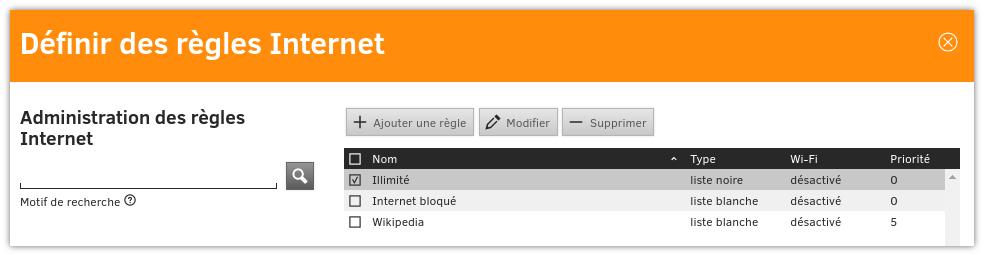 Définir des règles Internet
Administration des règles
Internet
Motif de recherche ?
Ajouter une règle Modifier Supprimer
Nom Type Wi-Fi Priorité
Illimité liste noire désactivé 0
Internet bloqué liste blanche désactivé 0
Wikipedia liste blanche désactivé 5